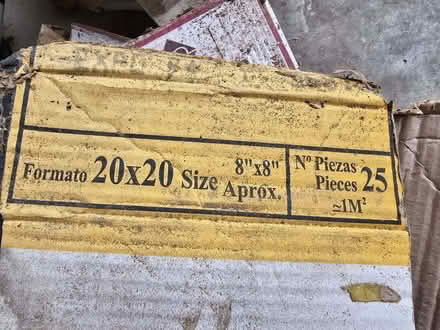 Formato 20x20 Size 8"x8" Aprox.
Nº Piezas Pieces 25
~1M²